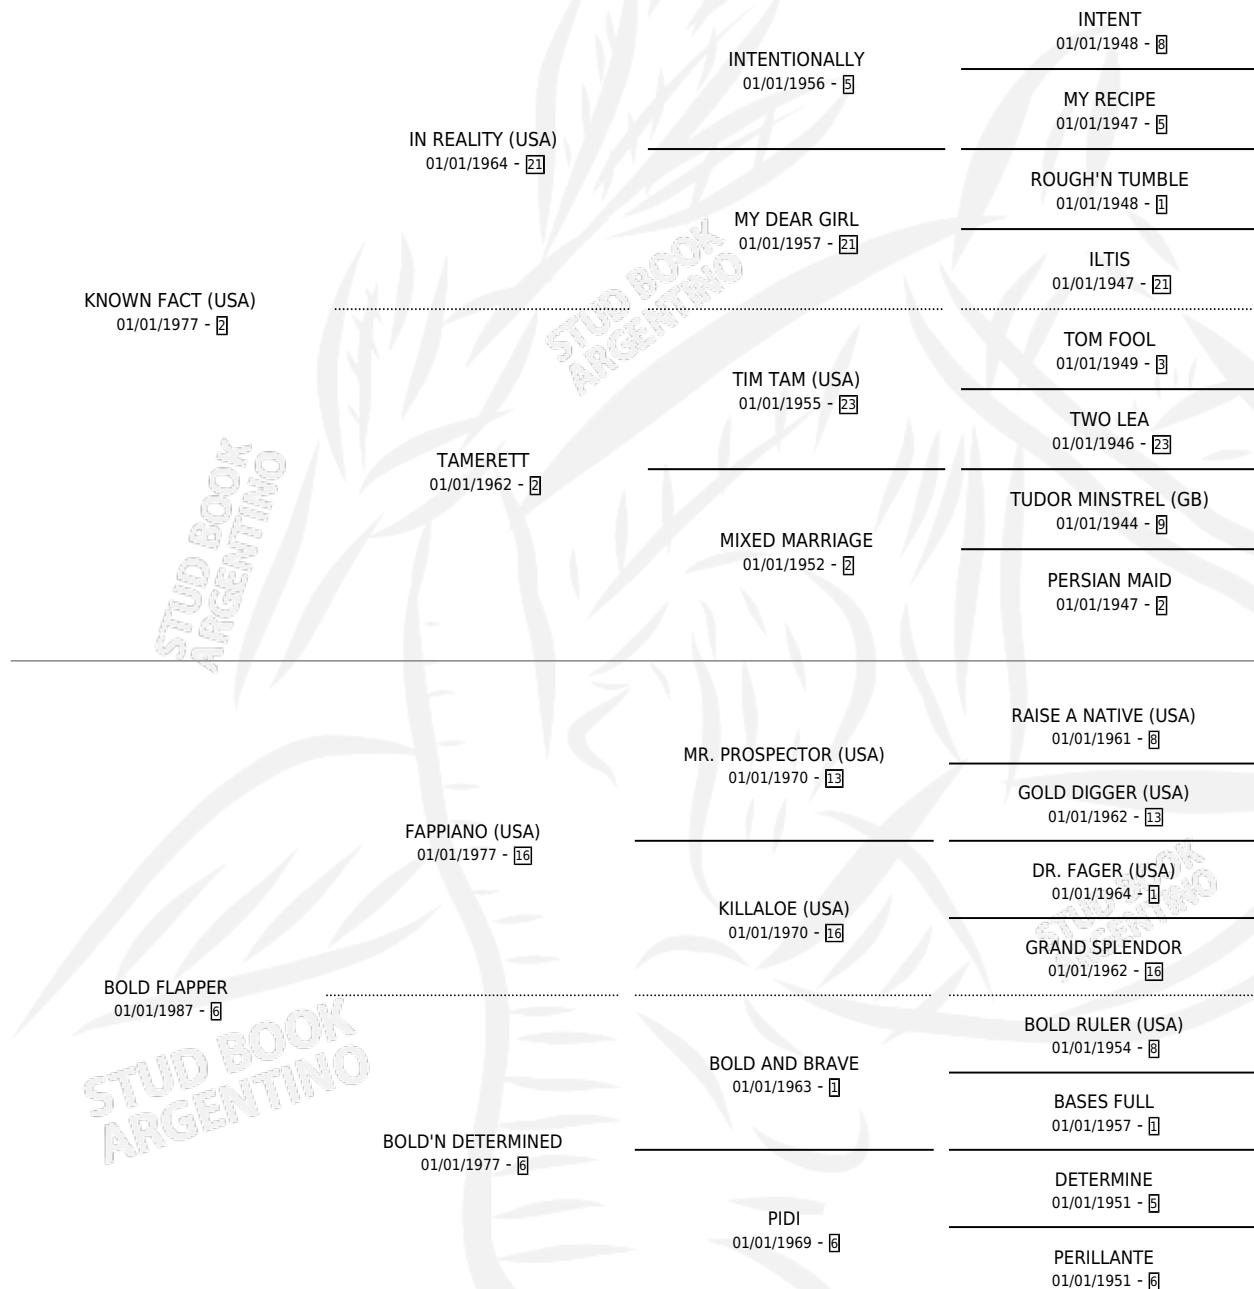 INTENT
01/01/1948 - 8
INTENTIONALLY
01/01/1956 - 5
MY RECIPE
01/01/1947 - 5
IN REALITY (USA)
01/01/1964 - 21
ROUGH'N TUMBLE
01/01/1948 - 1
MY DEAR GIRL
01/01/1957 - 21
ILTIS
01/01/1947 - 21
KNOWN FACT (USA)
01/01/1977 - 2
TOM FOOL
01/01/1949 - 3
TIM TAM (USA)
01/01/1955 - 23
TWO LEA
01/01/1946 - 23
TAMERETT
01/01/1962 - 2
TUDOR MINSTREL (GB)
01/01/1944 - 9
MIXED MARRIAGE
01/01/1952 - 2
PERSIAN MAID
01/01/1947 - 2
RAISE A NATIVE (USA)
01/01/1961 - 8
MR. PROSPECTOR (USA)
01/01/1970 - 13
GOLD DIGGER (USA)
01/01/1962 - 13
FAPPIANO (USA)
01/01/1977 - 16
DR. FAGER (USA)
01/01/1964 - 1
KILLALOE (USA)
01/01/1970 - 16
GRAND SPLENDOR
01/01/1962 - 16
BOLD FLAPPER
01/01/1987 - 6
BOLD RULER (USA)
01/01/1954 - 8
BOLD AND BRAVE
01/01/1963 - 1
BASES FULL
01/01/1957 - 1
BOLD'N DETERMINED
01/01/1977 - 6
DETERMINE
01/01/1951 - 5
PIDI
01/01/1969 - 6
PERILLANTE
01/01/1951 - 6
STUD BOOK
ARGENTINO
STUD BOOK
ARGENTINO
STUD BOOK
ARGENTINO
STUD BOOK
ARGENTINO